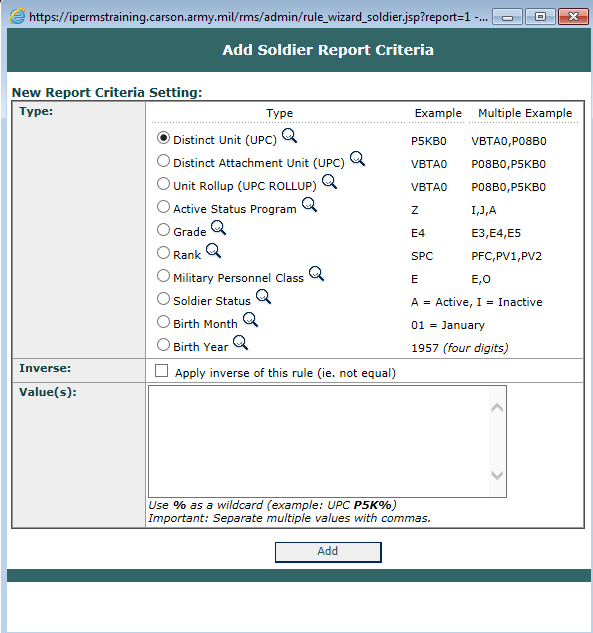 https://ipermstraining.carson.army.mil/rms/admin/rule_wizard_soldier.jsp?report=1 -...
Add Soldier Report Criteria
New Report Criteria Setting:
Type:
Type Example Multiple Example
Distinct Unit (UPC) P5KB0 VBTA0,P08B0
Distinct Attachment Unit (UPC) VBTA0 P08B0,P5KB0
Unit Rollup (UPC ROLLUP) VBTA0 P08B0,P5KB0
Active Status Program Z I,J,A
Grade E4 E3,E4,E5
Rank SPC PFC,PV1,PV2
Military Personnel Class E E,O
Soldier Status A = Active, I = Inactive
Birth Month 01 = January
Birth Year 1957 (four digits)
Inverse: Apply inverse of this rule (ie. not equal)
Value(s):
Use % as a wildcard (example: UPC P5K%)
Important: Separate multiple values with commas.
Add